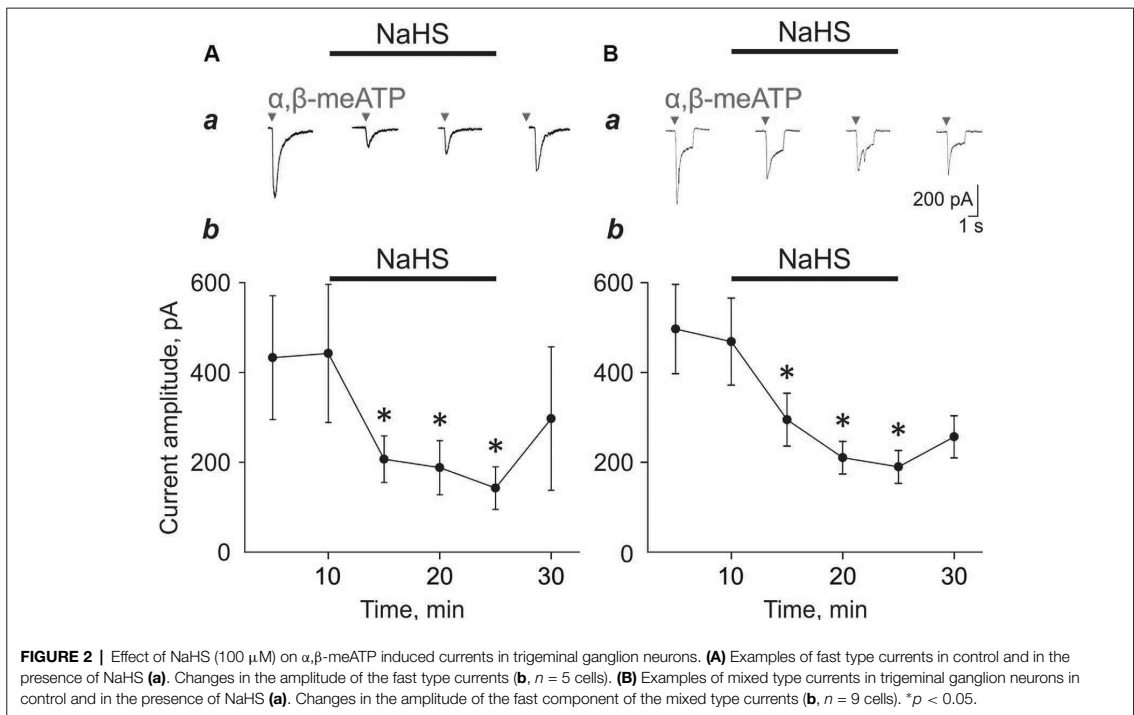 NaHS
A
α,β-meATP
a
NaHS
B
α,β-meATP
a
200 pA
1 s
b
NaHS
600
400
200
0
Current amplitude, pA
* * *
10 20 30
Time, min
b
NaHS
600
400
200
0
* * *
10 20 30
Time, min
FIGURE 2 | Effect of NaHS (100 μM) on α,β-meATP induced currents in trigeminal ganglion neurons. (A) Examples of fast type currents in control and in the
presence of NaHS (a). Changes in the amplitude of the fast type currents (b, n = 5 cells). (B) Examples of mixed type currents in trigeminal ganglion neurons in
control and in the presence of NaHS (a). Changes in the amplitude of the fast component of the mixed type currents (b, n = 9 cells). *p < 0.05.